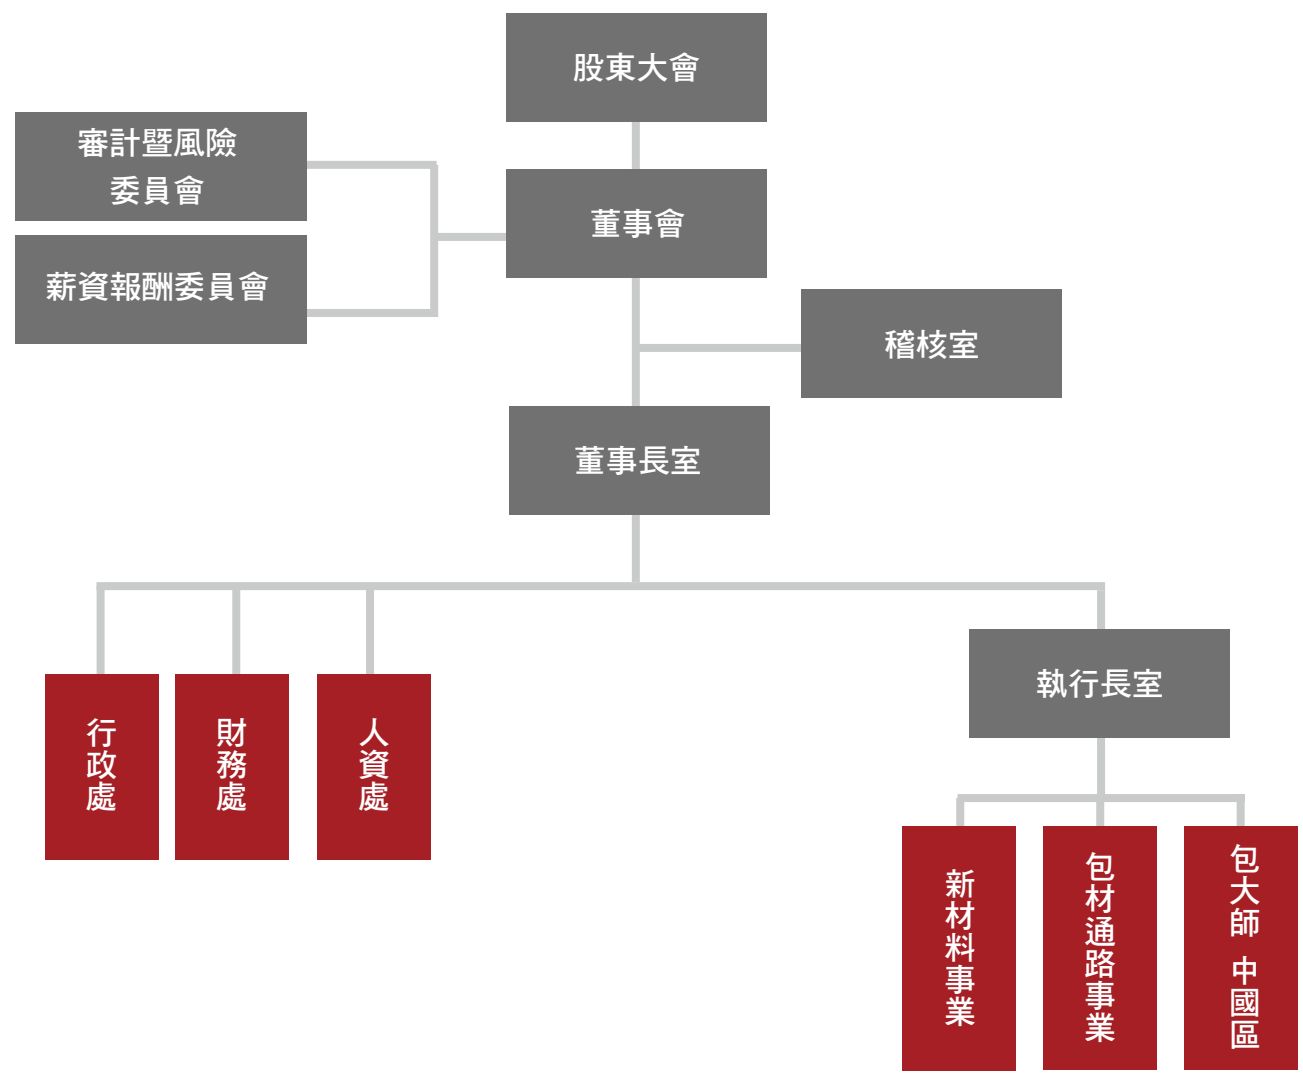 股東大會
審計暨風險
委員會
董事會
薪資報酬委員會
稽核室
董事長室
執行長室
行政處
財務處
人資處
新材料事業
包材通路事業
包大師 中國區